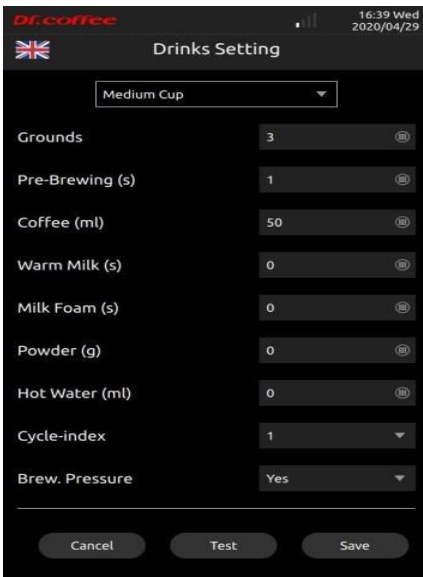 Dr.coffee
16:39 Wed
2020/04/29
Drinks Setting
Medium Cup
Grounds 3
Pre-Brewing (s) 1
Coffee (ml) 50
Warm Milk (s) 0
Milk Foam (s) 0
Powder (g) 0
Hot Water (ml) 0
Cycle-index 1
Brew. Pressure Yes
Cancel Test Save